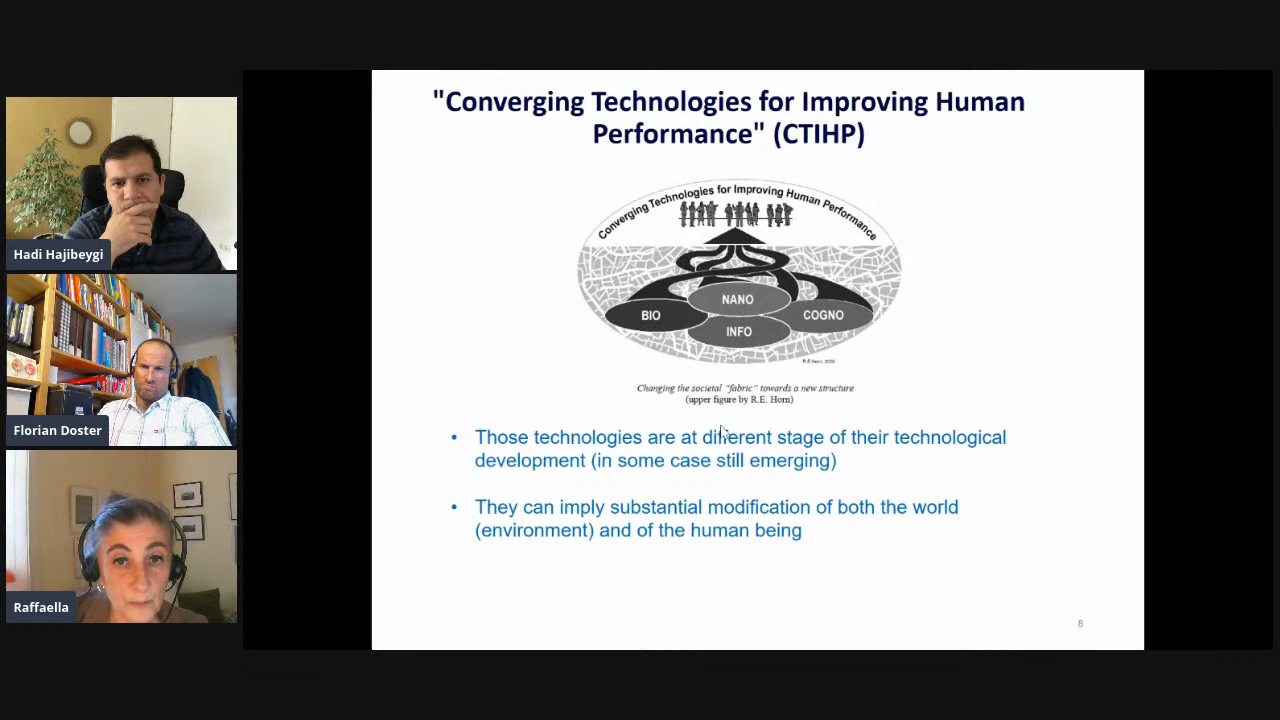 Hadi Hajibeygi
Florian Doster
Raffaella
"Converging Technologies for Improving Human
Performance" (CTIHP)
Converging Technologies for Improving Human Performance
NANO
BIO
COGNO
INFO
R.E Horn, 2002
Changing the societal "fabric" towards a new structure
(upper figure by R.E. Horn)
• Those technologies are at different stage of their technological
development (in some case still emerging)
• They can imply substantial modification of both the world
(environment) and of the human being
8